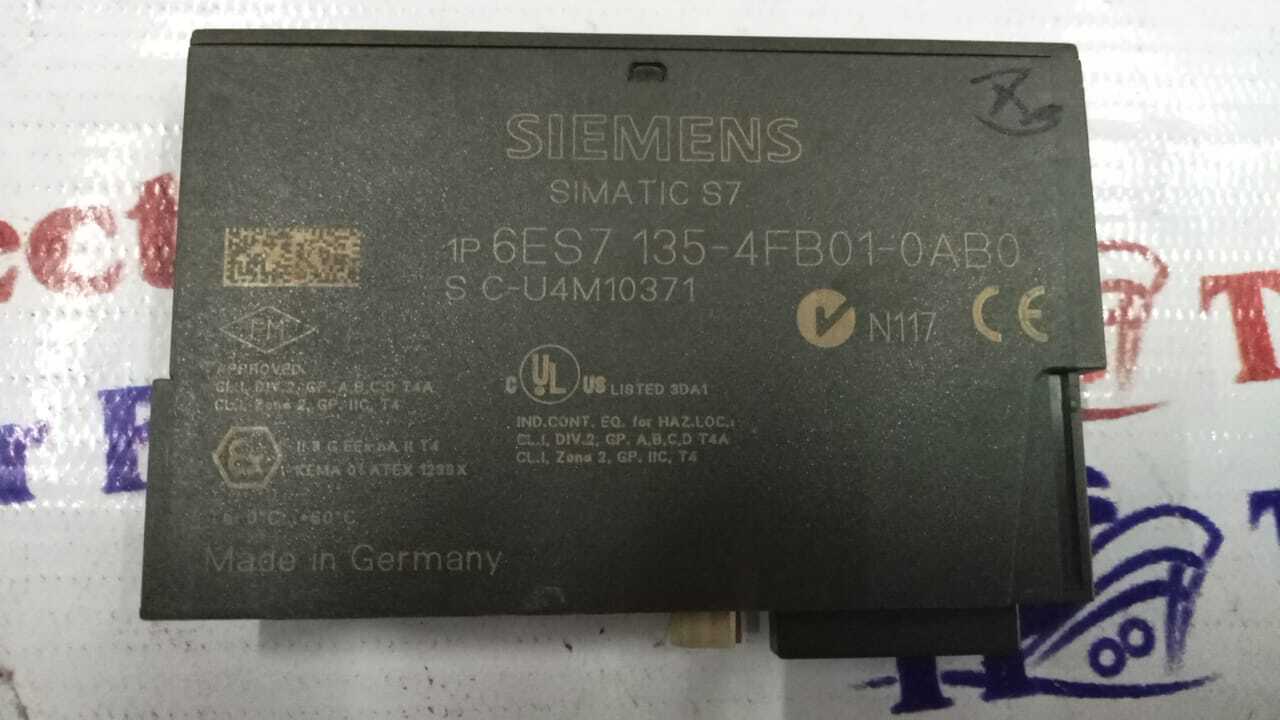 SIEMENS
SIMATIC S7
1P 6ES7 135-4FB01-0AB0
S C-U4M10371
N117 CE
FM
APPROVED
CL.I, DIV.2, GP. A,B,C,D T4A
CL.I, Zone 2, GP. IIC, T4
C UL US LISTED 3DA1
IND.CONT. EQ. for HAZ.LOC.:
CL.I, DIV.2, GP. A,B,C,D T4A
CL.I, Zone 2, GP. IIC, T4
Ex II 3 G EEx nA II T4
KEMA ATEX X
0°C +60°C
Made in Germany
ect
r
T